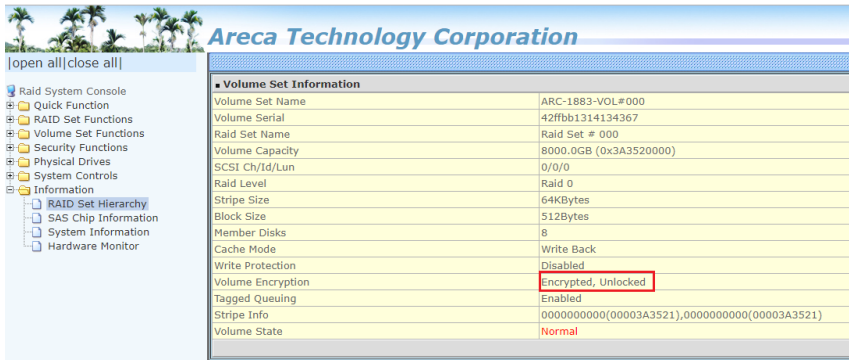 Areca Technology Corporation
|open all|close all|
Raid System Console
Quick Function
RAID Set Functions
Volume Set Functions
Security Functions
Physical Drives
System Controls
Information
RAID Set Hierarchy
SAS Chip Information
System Information
Hardware Monitor
Volume Set Information
Volume Set Name ARC-1883-VOL#000
Volume Serial 42ffbb1314134367
Raid Set Name Raid Set # 000
Volume Capacity 8000.0GB (0x3A3520000)
SCSI Ch/Id/Lun 0/0/0
Raid Level Raid 0
Stripe Size 64KBytes
Block Size 512Bytes
Member Disks 8
Cache Mode Write Back
Write Protection Disabled
Volume Encryption Encrypted, Unlocked
Tagged Queuing Enabled
Stripe Info 0000000000(00003A3521),0000000000(00003A3521)
Volume State Normal